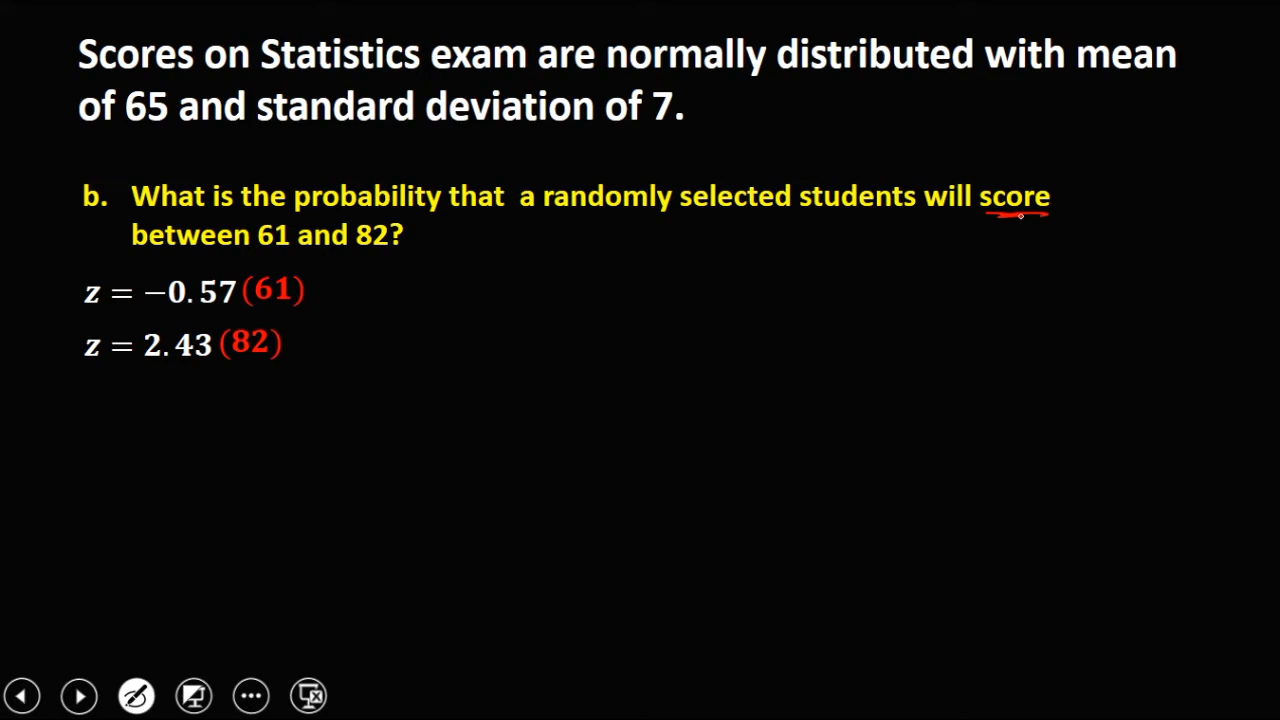 Scores on Statistics exam are normally distributed with mean
of 65 and standard deviation of 7.
b. What is the probability that a randomly selected students will score
between 61 and 82?
z = −0.57 (61)
z = 2.43 (82)